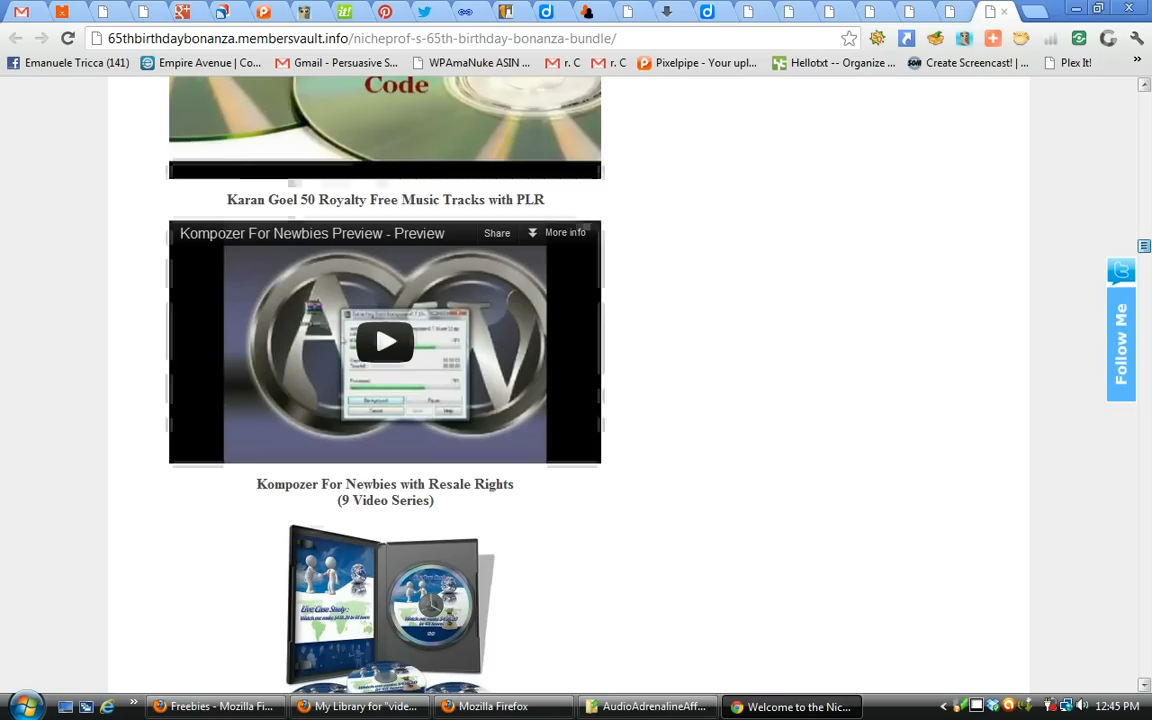 65thbirthdaybonanza.membersvault.info/nicheprof-s-65th-birthday-bonanza-bundle/
Emanuele Tricca (141)
Empire Avenue | Co...
Gmail - Persuasive S...
WPAmaNuke ASIN ...
r. C
r. C
Pixelpipe - Your upl...
Hellotxt — Organize ...
Create Screencast! | ...
Plex It!
»
Code
Karan Goel 50 Royalty Free Music Tracks with PLR
Kompozer For Newbies Preview - Preview
Share
More info
Follow Me
Kompozer For Newbies with Resale Rights
(9 Video Series)
Live Case Study :
Freebies - Mozilla Fi...
My Library for "vide...
Mozilla Firefox
AudioAdrenalineAff...
Welcome to the Nic...
12:45 PM